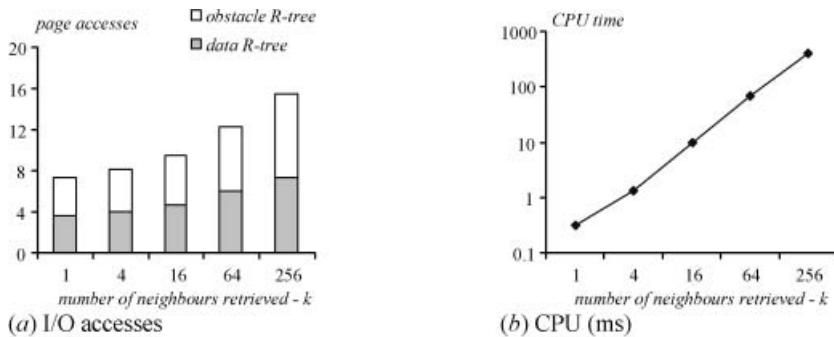 page accesses
obstacle R-tree
data R-tree
20
16
12
8
4
0
1 4 16 64 256
number of neighbours retrieved - k
(a) I/O accesses
CPU time
1000
100
10
1
0.1
1 4 16 64 256
number of neighbours retrieved - k
(b) CPU (ms)